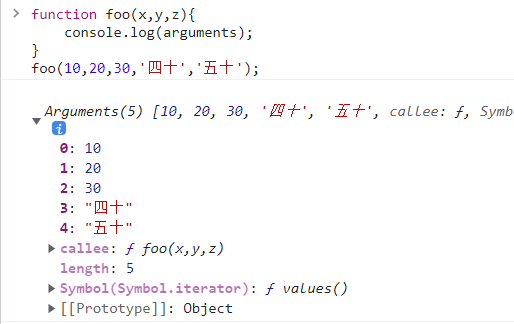 function foo(x,y,z){
console.log(arguments);
}
foo(10,20,30,'四十','五十');
Arguments(5) [10, 20, 30, '四十', '五十', callee: ƒ, Symb
i
0: 10
1: 20
2: 30
3: "四十"
4: "五十"
callee: ƒ foo(x,y,z)
length: 5
Symbol(Symbol.iterator): ƒ values()
[[Prototype]]: Object